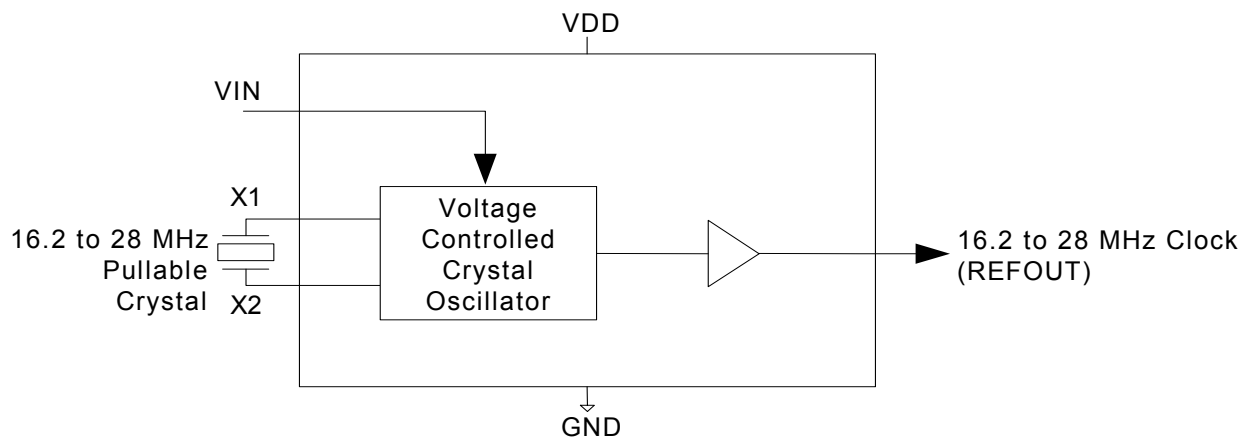 VDD
VIN
X1
16.2 to 28 MHz
Pullable
Crystal
X2
Voltage
Controlled
Crystal
Oscillator
16.2 to 28 MHz Clock
(REFOUT)
GND